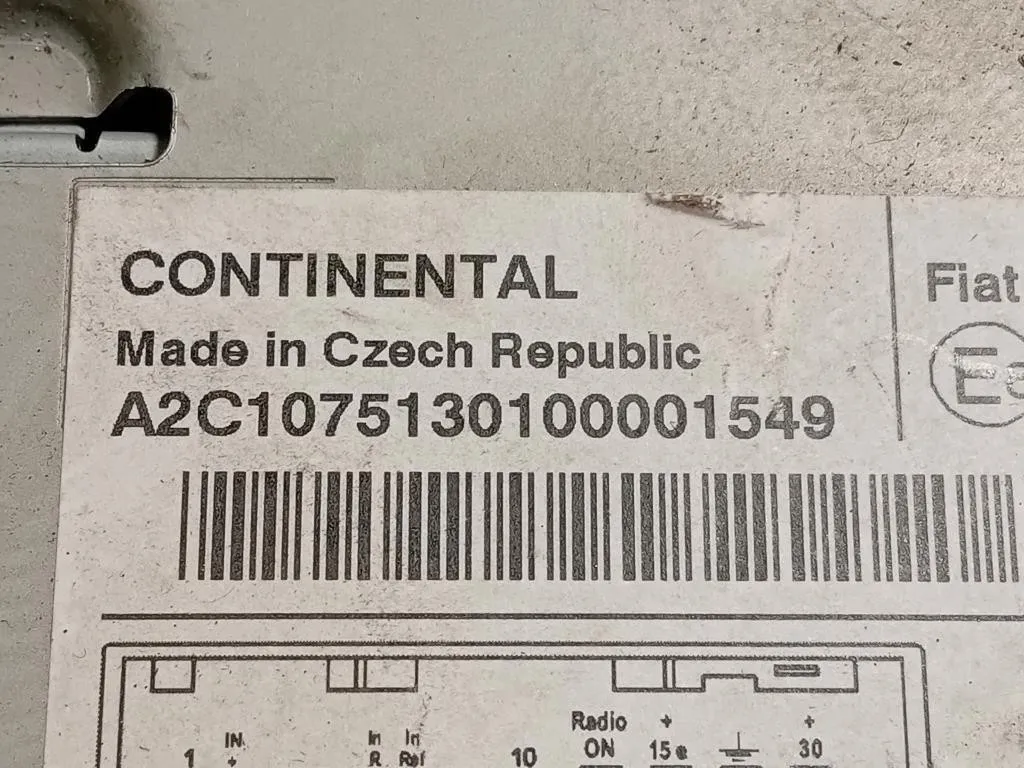 CONTINENTAL
Made in Czech Republic
A2C1075130100001549
Fiat
E
Radio + +
IN In In ON 15 30
1 + R Ref 10